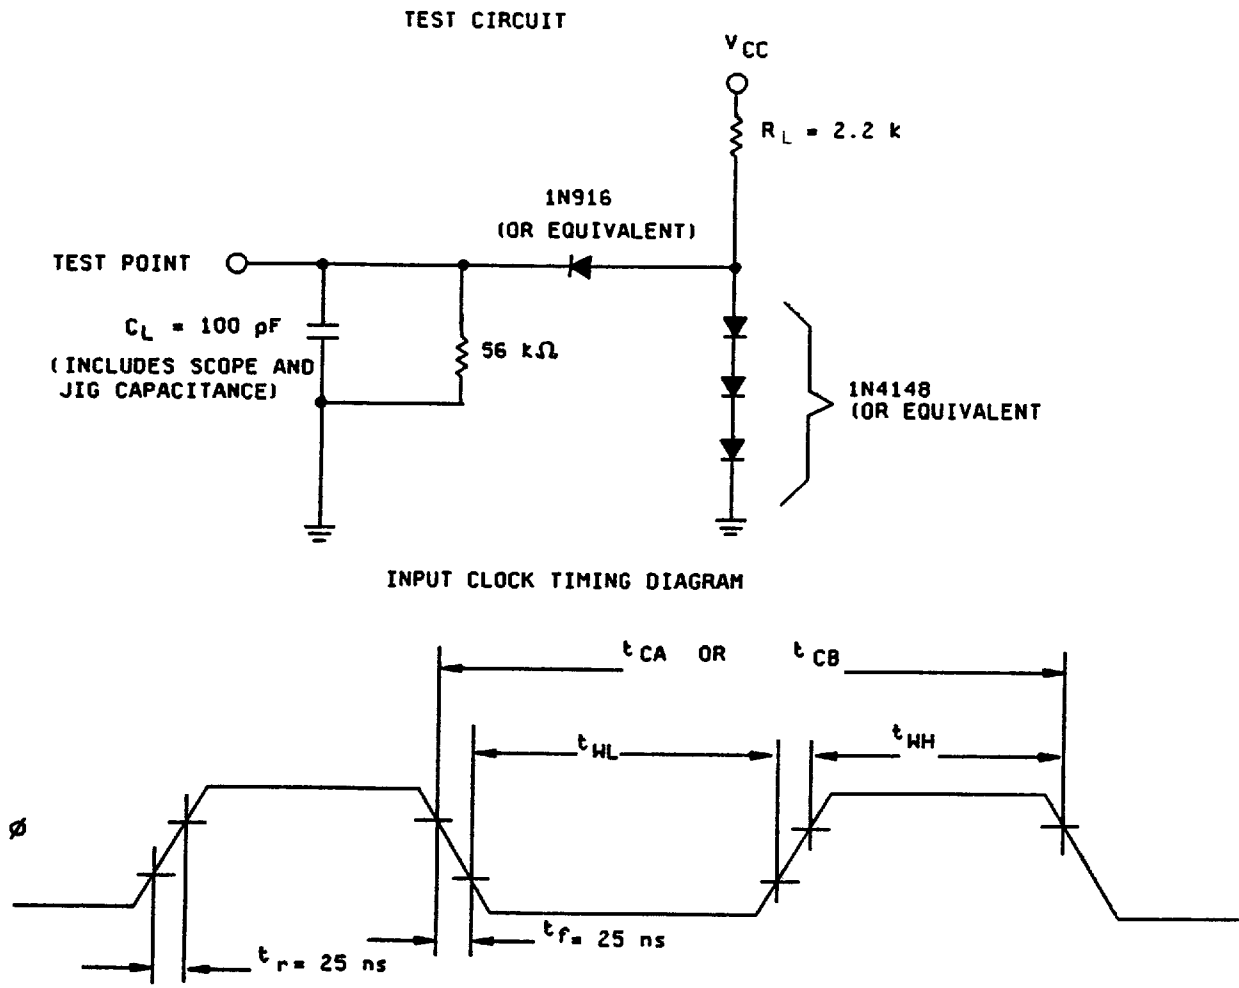 TEST CIRCUIT
VCC
RL = 2.2 k
1N916
(OR EQUIVALENT)
TEST POINT
CL = 100 pF
(INCLUDES SCOPE AND
JIG CAPACITANCE)
56 kΩ
1N4148
(OR EQUIVALENT
INPUT CLOCK TIMING DIAGRAM
tCA OR tCB
tWL
tWH
ø
tf= 25 ns
tr= 25 ns